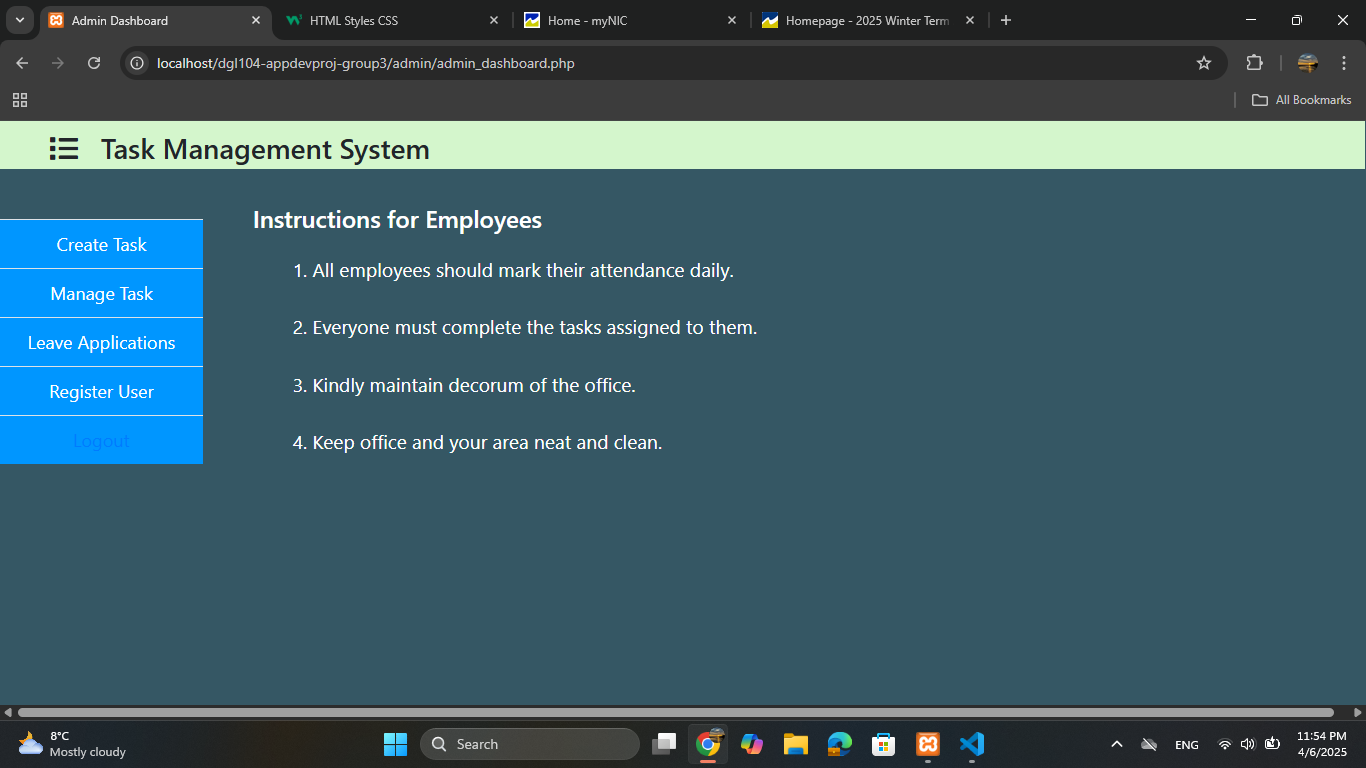 Admin Dashboard
HTML Styles CSS
Home - myNIC
Homepage - 2025 Winter Term
localhost/dgl104-appdevproj-group3/admin/admin_dashboard.php
All Bookmarks
Task Management System
Create Task
Manage Task
Leave Applications
Register User
Logout
Instructions for Employees
1. All employees should mark their attendance daily.
2. Everyone must complete the tasks assigned to them.
3. Kindly maintain decorum of the office.
4. Keep office and your area neat and clean.
8°C
Mostly cloudy
Search
ENG
11:54 PM
4/6/2025